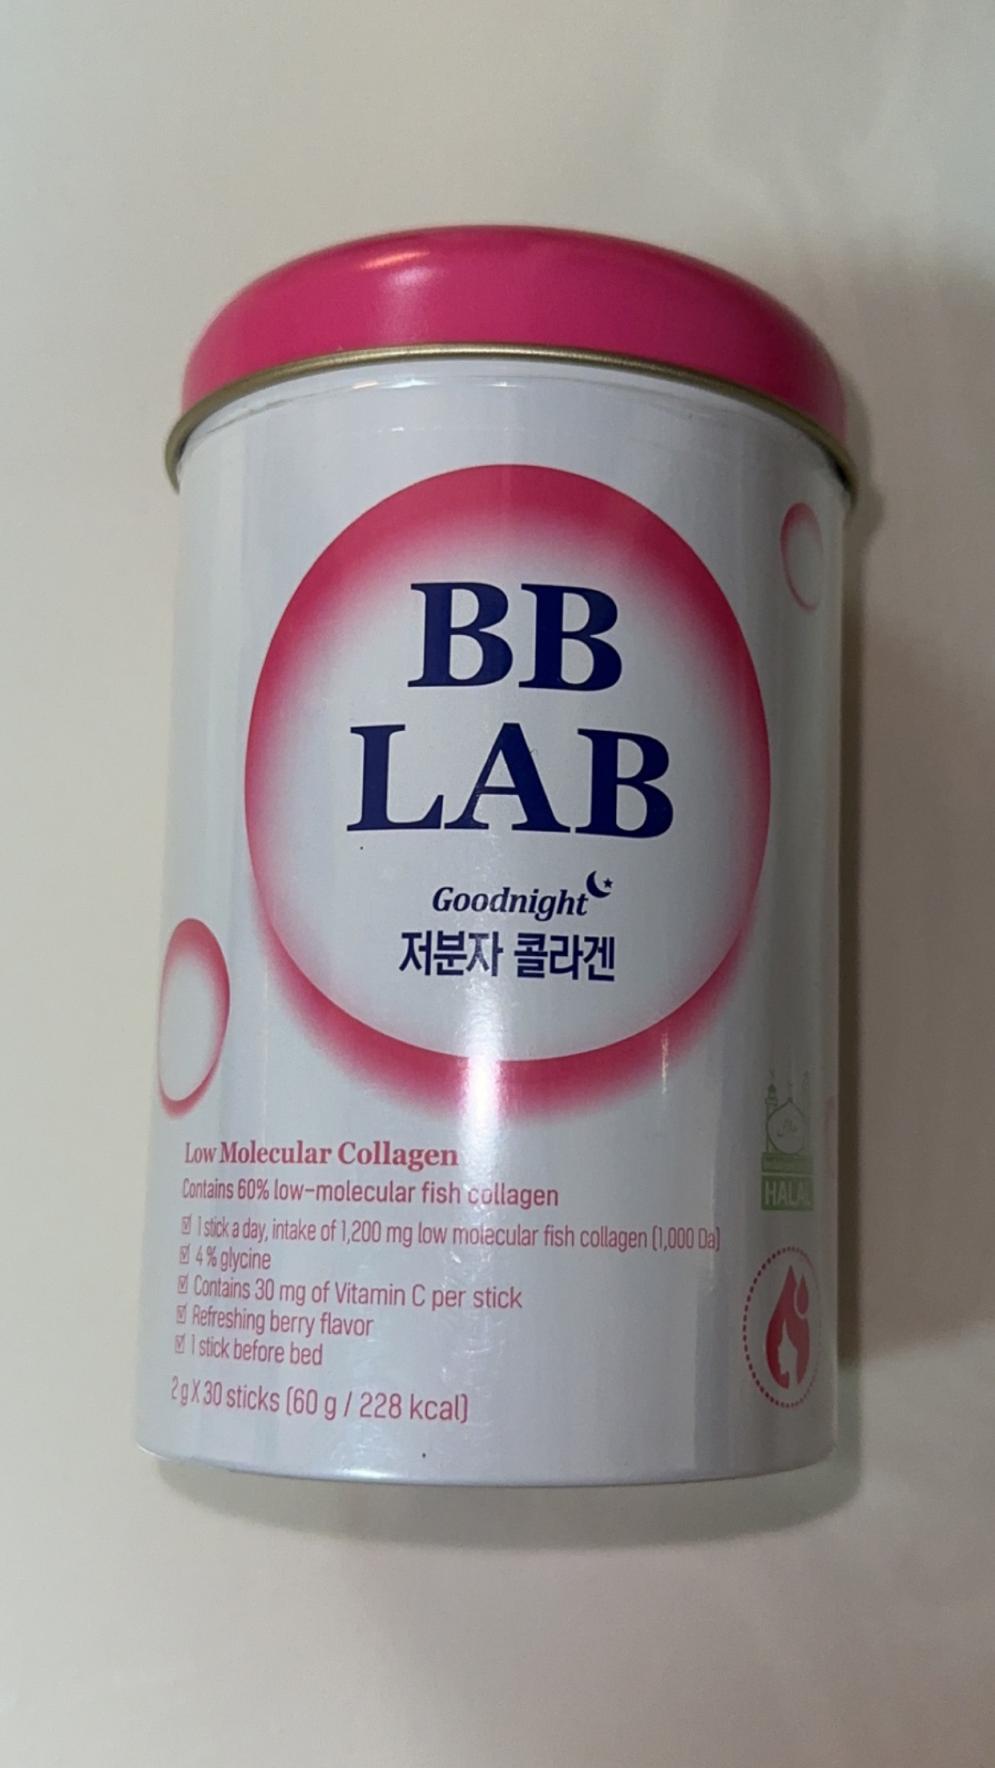 BB
LAB
Goodnight
저분자 콜라겐
Low Molecular Collagen
Contains 60% low-molecular fish collagen
1 stick a day, intake of 1,200 mg low molecular fish collagen (1,000 Da)
4 % glycine
Contains 30 mg of Vitamin C per stick
Refreshing berry flavor
1 stick before bed
2 g X 30 sticks (60 g / 228 kcal)
HALAL